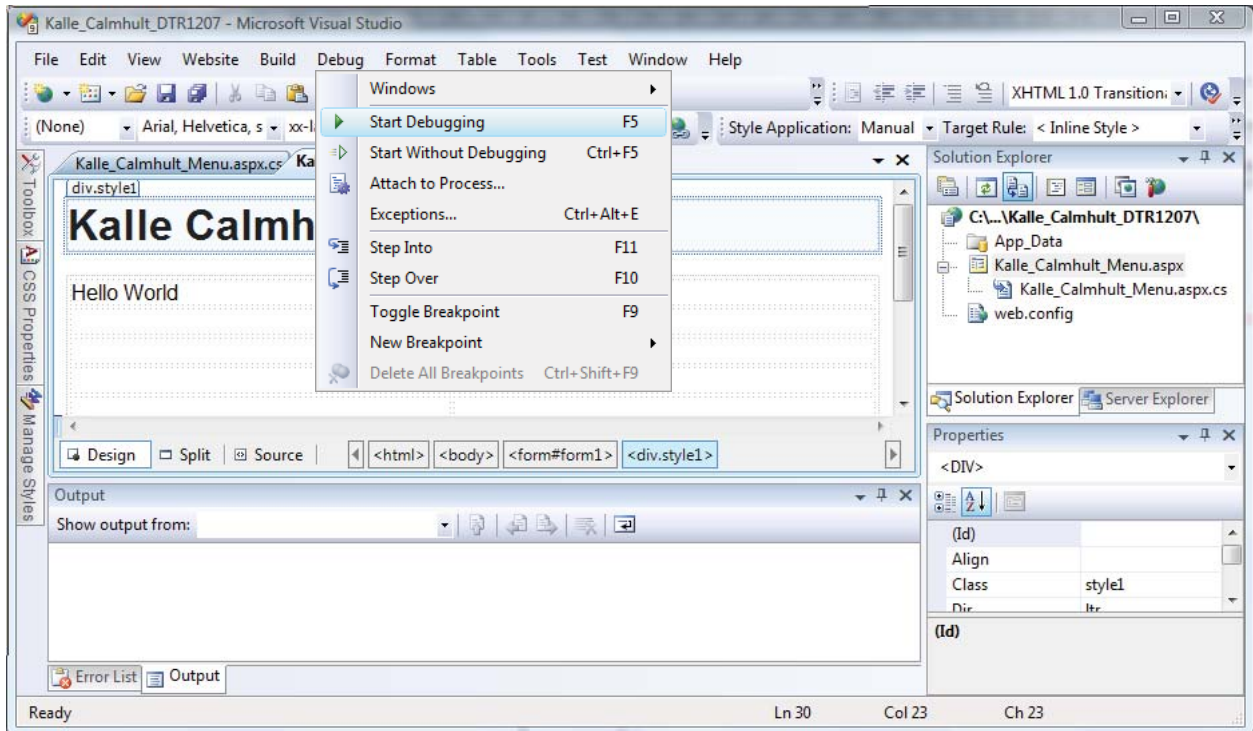 Kalle_Calmhult_DTR1207 - Microsoft Visual Studio
File Edit View Website Build Debug Format Table Tools Test Window Help
XHTML 1.0 Transition
(None) Arial, Helvetica, s xx-l
Style Application: Manual Target Rule: < Inline Style >
Windows
Start Debugging F5
Start Without Debugging Ctrl+F5
Attach to Process...
Exceptions... Ctrl+Alt+E
Step Into F11
Step Over F10
Toggle Breakpoint F9
New Breakpoint
Delete All Breakpoints Ctrl+Shift+F9
Toolbox
CSS Properties
Manage Styles
Kalle_Calmhult_Menu.aspx.cs Ka
div.style1
Kalle Calmh
Hello World
Design Split Source <html> <body> <form#form1> <div.style1>
Output
Show output from:
Error List Output
Solution Explorer
C:\...\Kalle_Calmhult_DTR1207\
App_Data
Kalle_Calmhult_Menu.aspx
Kalle_Calmhult_Menu.aspx.cs
web.config
Solution Explorer Server Explorer
Properties
<DIV>
(Id)
Align
Class style1
Dir ltr
(Id)
Ready Ln 30 Col 23 Ch 23